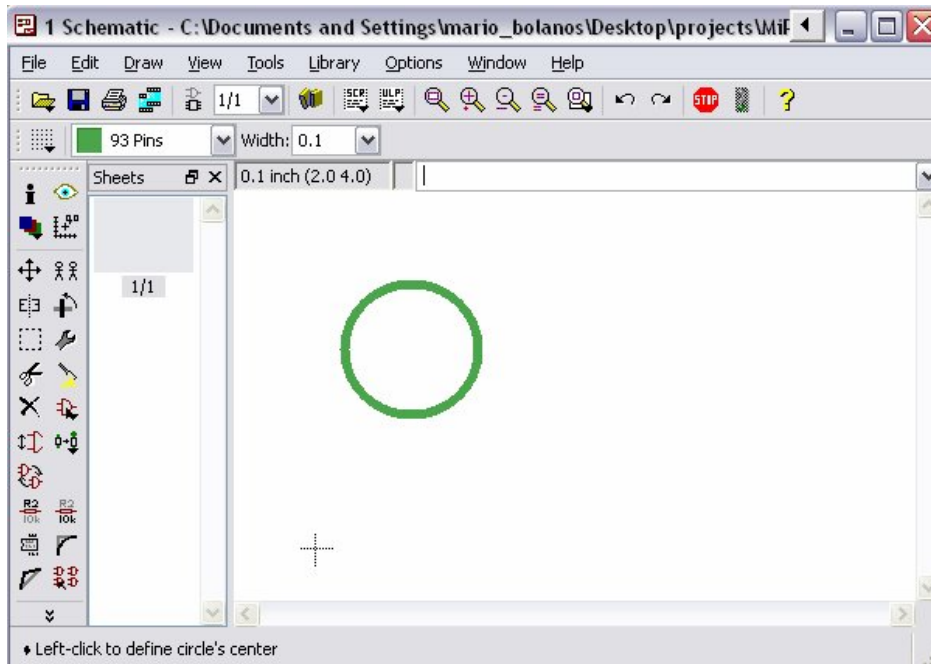 1 Schematic - C:\Documents and Settings\mario_bolanos\Desktop\projects\MiF
File Edit Draw View Tools Library Options Window Help
1/1 SCR ULP STOP ?
93 Pins Width: 0.1
Sheets 0.1 inch (2.0 4.0)
1/1
R2 R2
10k 10k
Left-click to define circle's center